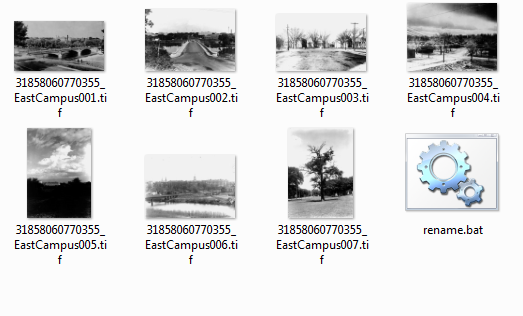 31858060770355_
EastCampus001.ti
f
31858060770355_
EastCampus002.ti
f
31858060770355_
EastCampus003.ti
f
31858060770355_
EastCampus004.ti
f
31858060770355_
EastCampus005.ti
f
31858060770355_
EastCampus006.ti
f
31858060770355_
EastCampus007.ti
f
rename.bat